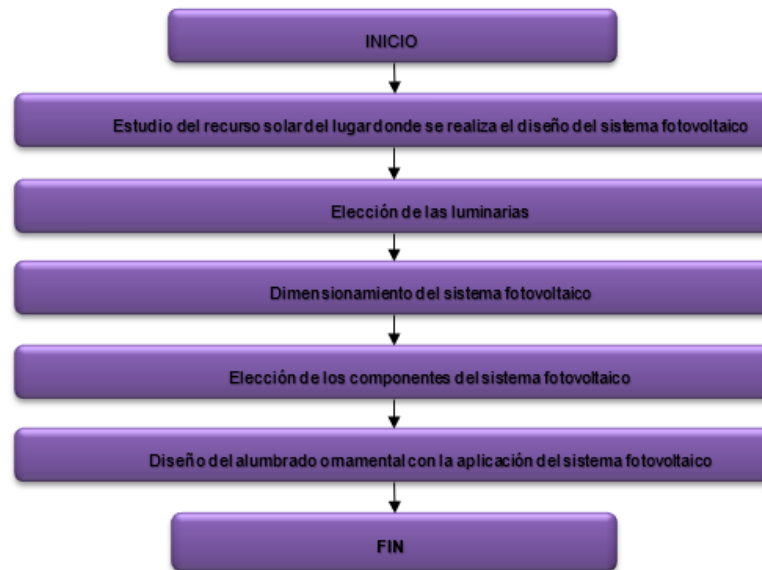 INICIO
Estudio del recurso solar del lugar donde se realiza el diseño del sistema fotovoltaico
Elección de las luminarias
Dimensionamiento del sistema fotovoltaico
Elección de los componentes del sistema fotovoltaico
Diseño del alumbrado ornamental con la aplicación del sistema fotovoltaico
FIN